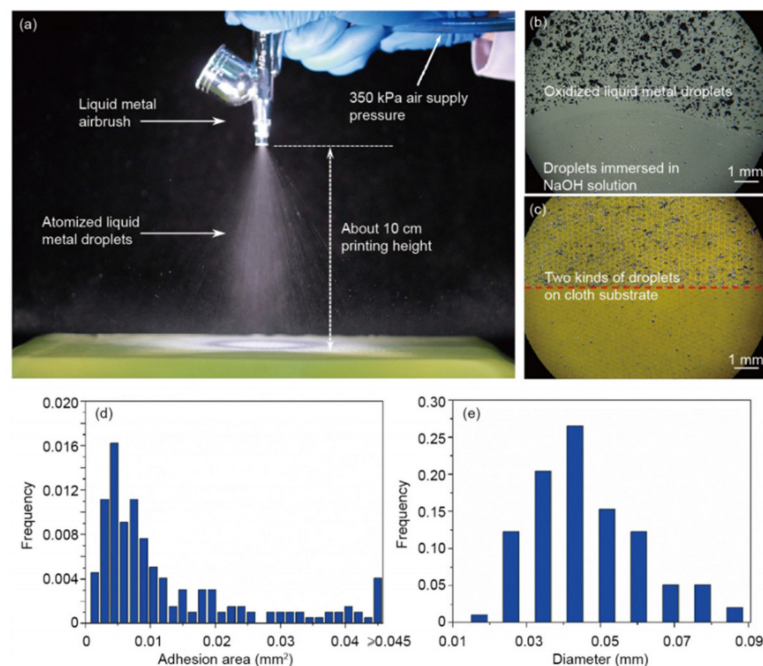 (a)
Liquid metal
airbrush
350 kPa air supply
pressure
Atomized liquid
metal droplets
About 10 cm
printing height
(b)
Oxidized liquid metal droplets
Droplets immersed in
NaOH solution
1 mm
(c)
Two kinds of droplets
on cloth substrate
1 mm
(d)
Frequency
0.020
0.016
0.012
0.008
0.004
0
0 0.01 0.02 0.03 0.04 >0.045
Adhesion area (mm²)
(e)
Frequency
0.30
0.25
0.20
0.15
0.10
0.05
0
0.01 0.03 0.05 0.07 0.09
Diameter (mm)